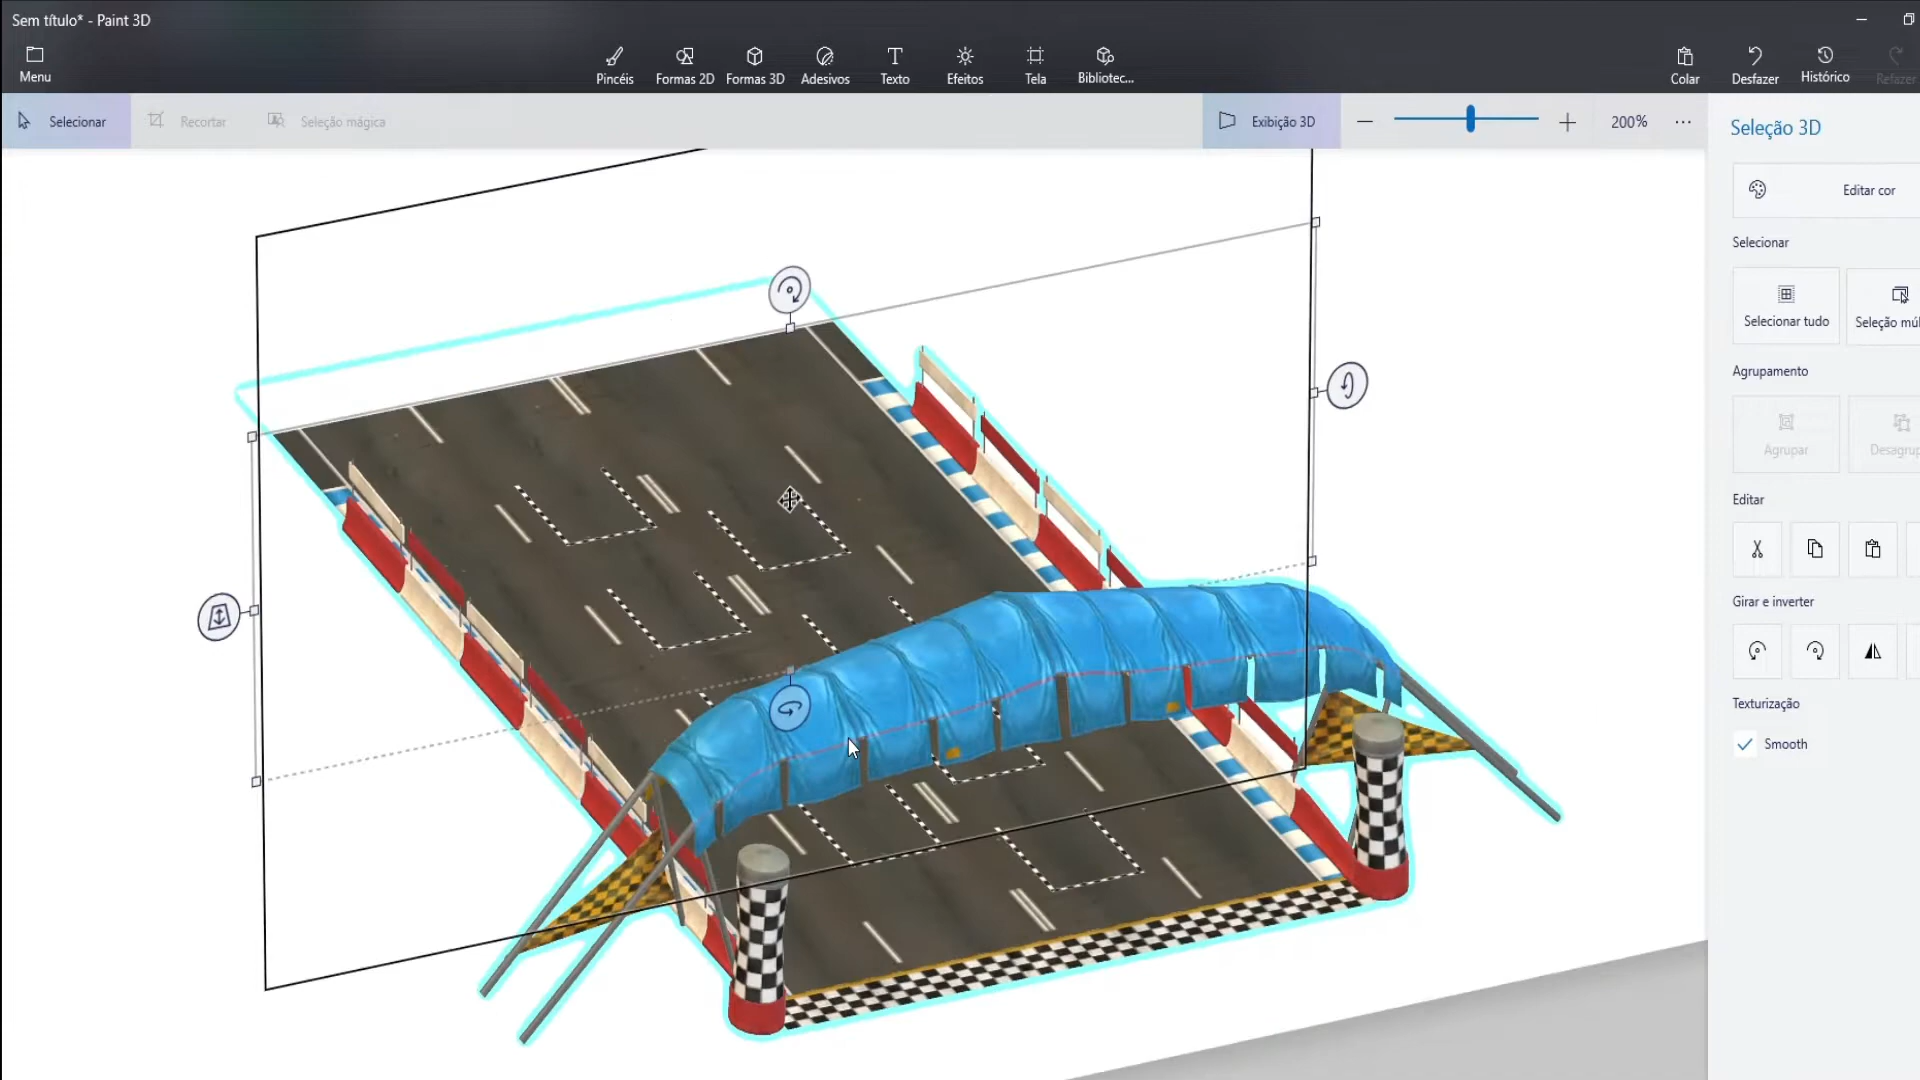 Sem título* - Paint 3D
Menu
Pincéis
Formas 2D
Formas 3D
Adesivos
Texto
Efeitos
Tela
Bibliotec...
Colar
Desfazer
Histórico
Refazer
Selecionar
Recortar
Seleção mágica
Exibição 3D
200%
Seleção 3D
Editar cor
Selecionar
Selecionar tudo
Seleção múl
Agrupamento
Agrupar
Desagrup
Editar
Girar e inverter
Texturização
Smooth